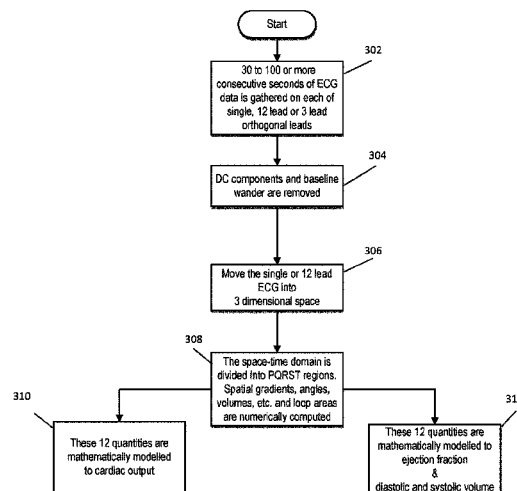 Start
302
30 to 100 or more
consecutive seconds of ECG
data is gathered on each of
single, 12 lead or 3 lead
orthogonal leads
304
DC components and baseline
wander are removed
306
Move the single or 12 lead
ECG into
3 dimensional space
308
The space-time domain is
divided into PQRST regions.
Spatial gradients, angles,
volumes, etc. and loop areas
are numerically computed
310
These 12 quantities are
mathematically modelled
to cardiac output
31
These 12 quantities are
mathematically modelled to
ejection fraction
&
diastolic and systolic volume